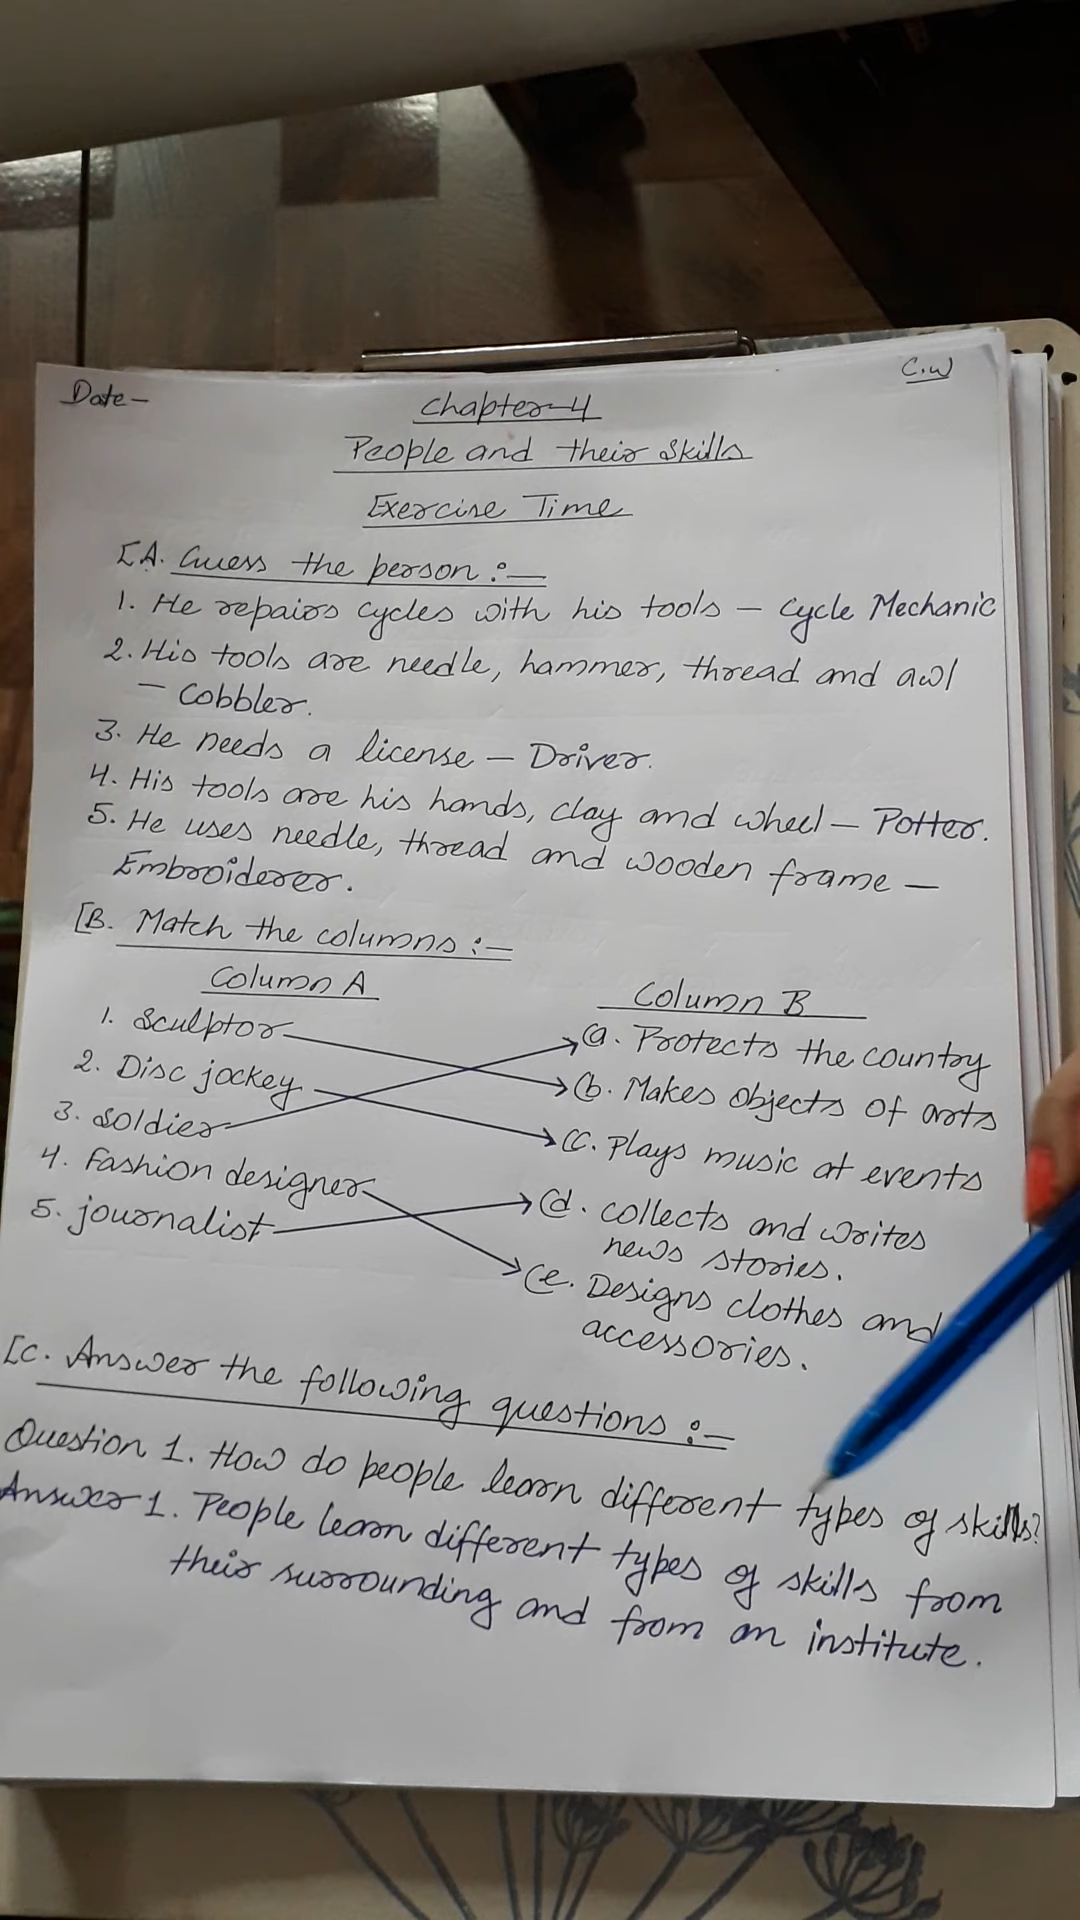 Date-
C.W
Chapter-4
People and their Skills
Exercise Time
[A. Guess the person :-
1. He repairs cycles with his tools - Cycle Mechanic
2. His tools are needle, hammer, thread and awl
- Cobbler.
3. He needs a license - Driver.
4. His tools are his hands, clay and wheel - Potter.
5. He uses needle, thread and wooden frame -
Embroiderer.
[B. Match the columns :-
Column A
Column B
1. Sculptor
(a. Protects the country
2. Disc jockey
(b. Makes objects of arts
3. Soldier
(c. Plays music at events
4. Fashion designer
(d. collects and writes
news stories.
5. journalist
(e. Designs clothes and
accessories.
[C. Answer the following questions :-
Question 1. How do people learn different types of skills?
Answer 1. People learn different types of skills from
their surrounding and from an institute.